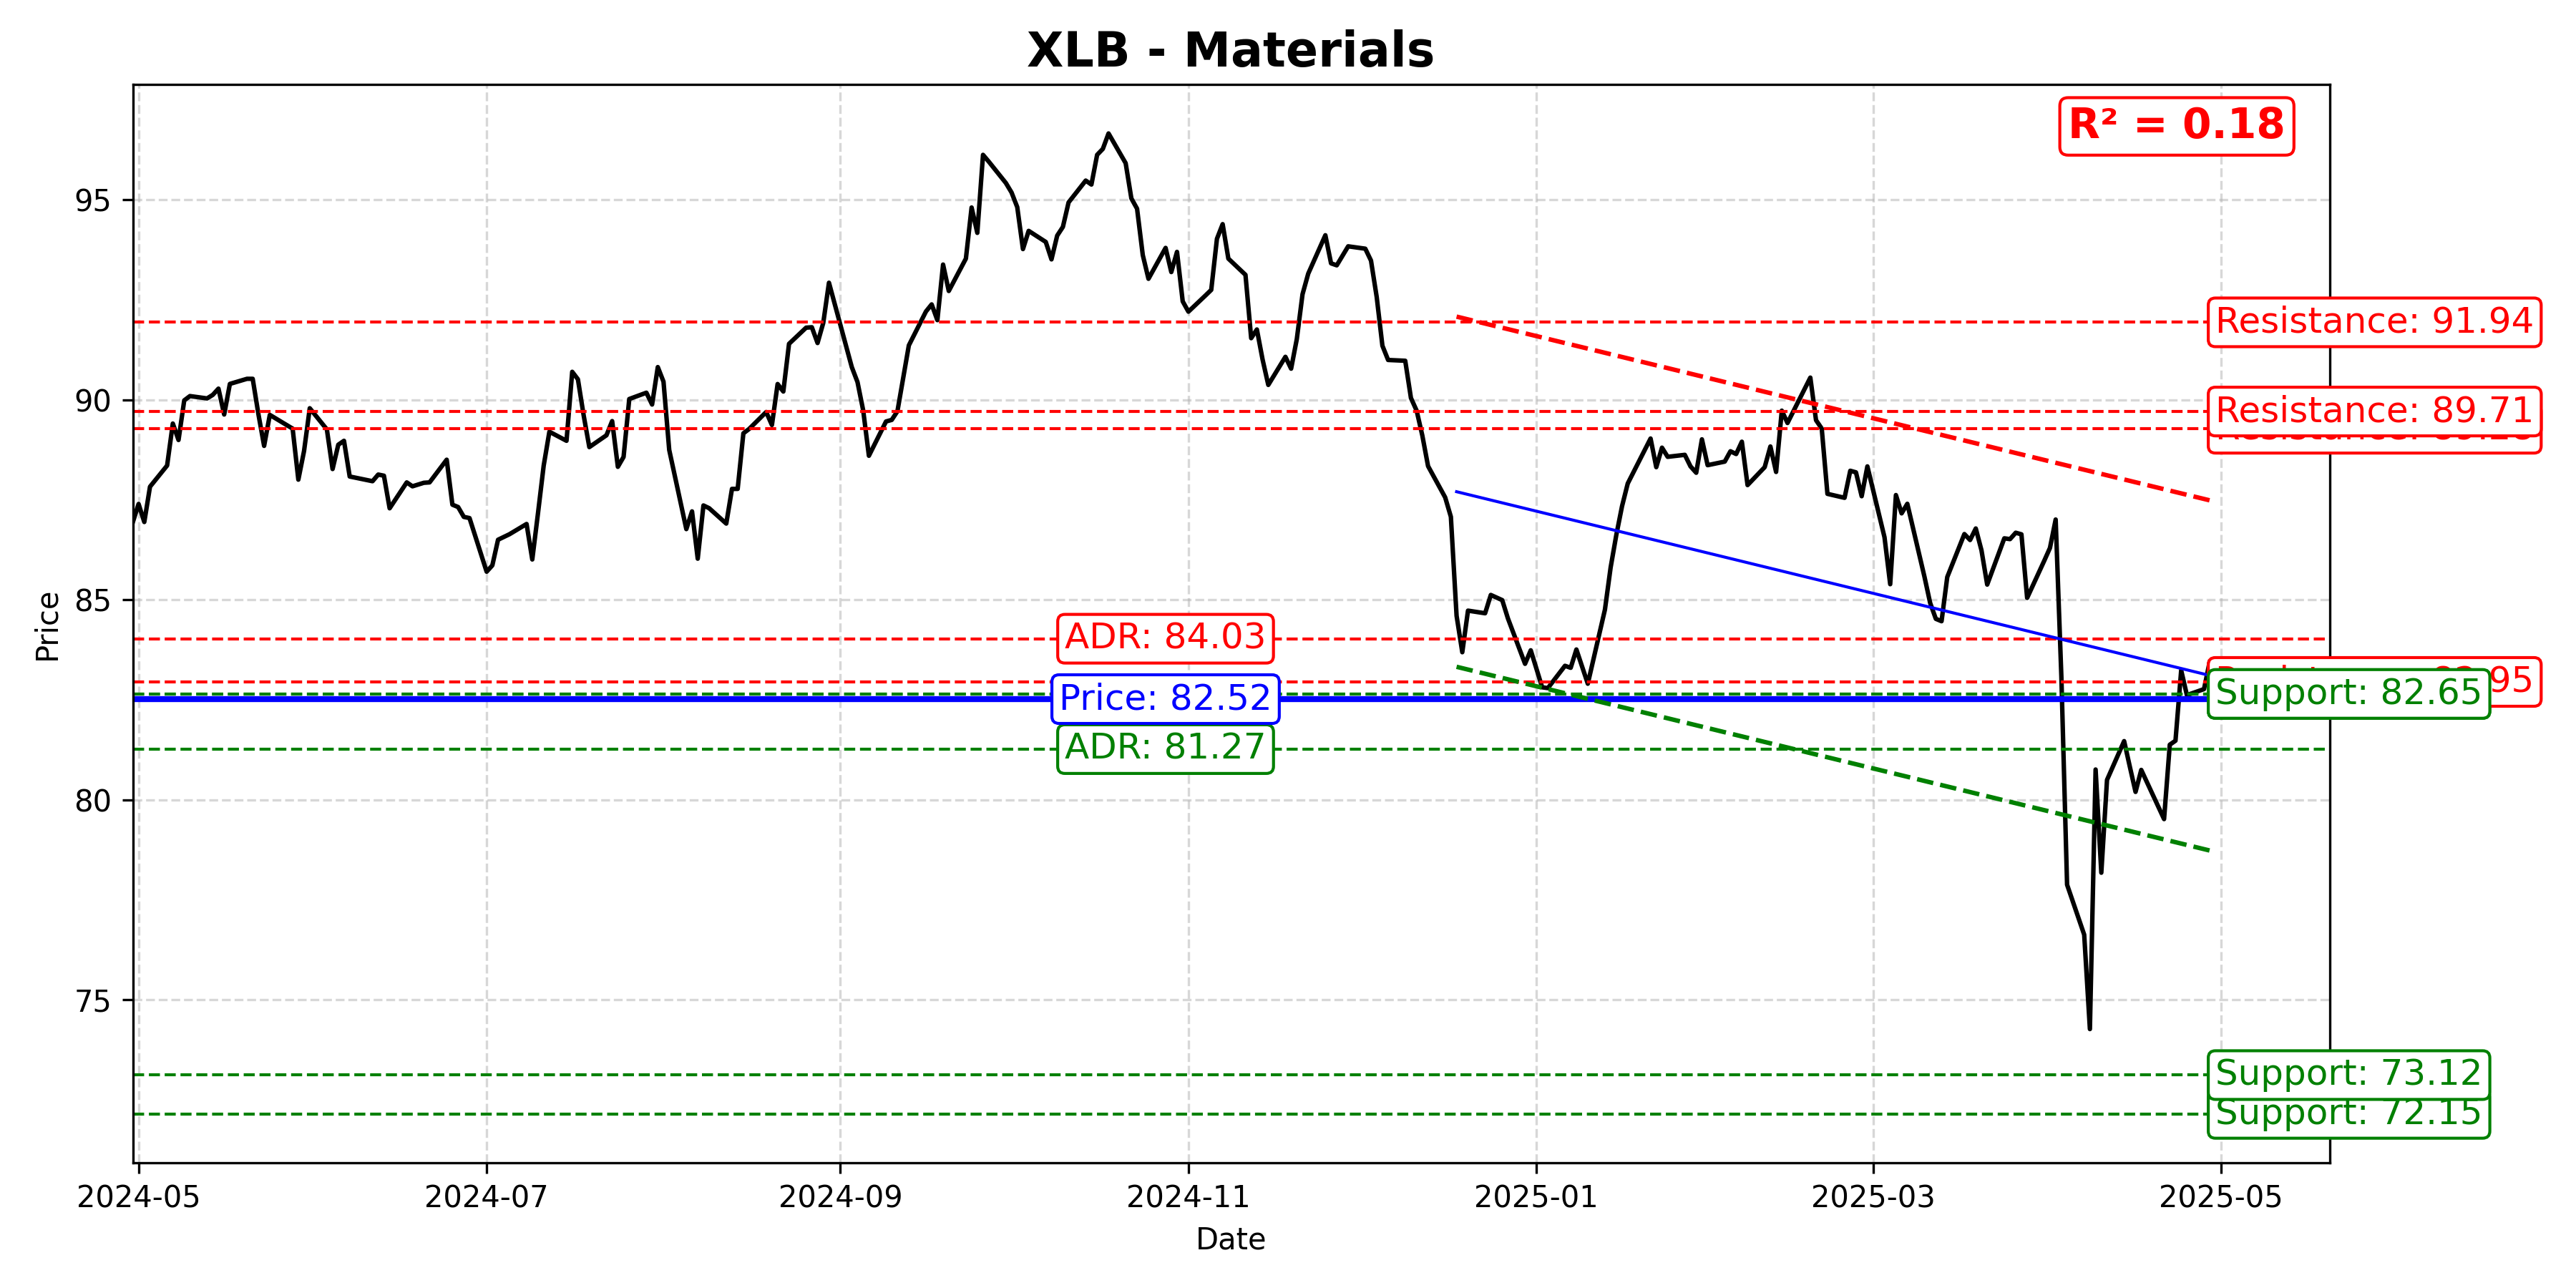 XLB - Materials
R² = 0.18
95
90
85
80
75
Price
Resistance: 91.94
Resistance: 89.71
ADR: 84.03
Price: 82.52
ADR: 81.27
95
Support: 82.65
Support: 73.12
Support: 72.15
2024-05
2024-07
2024-09
2024-11
2025-01
2025-03
2025-05
Date